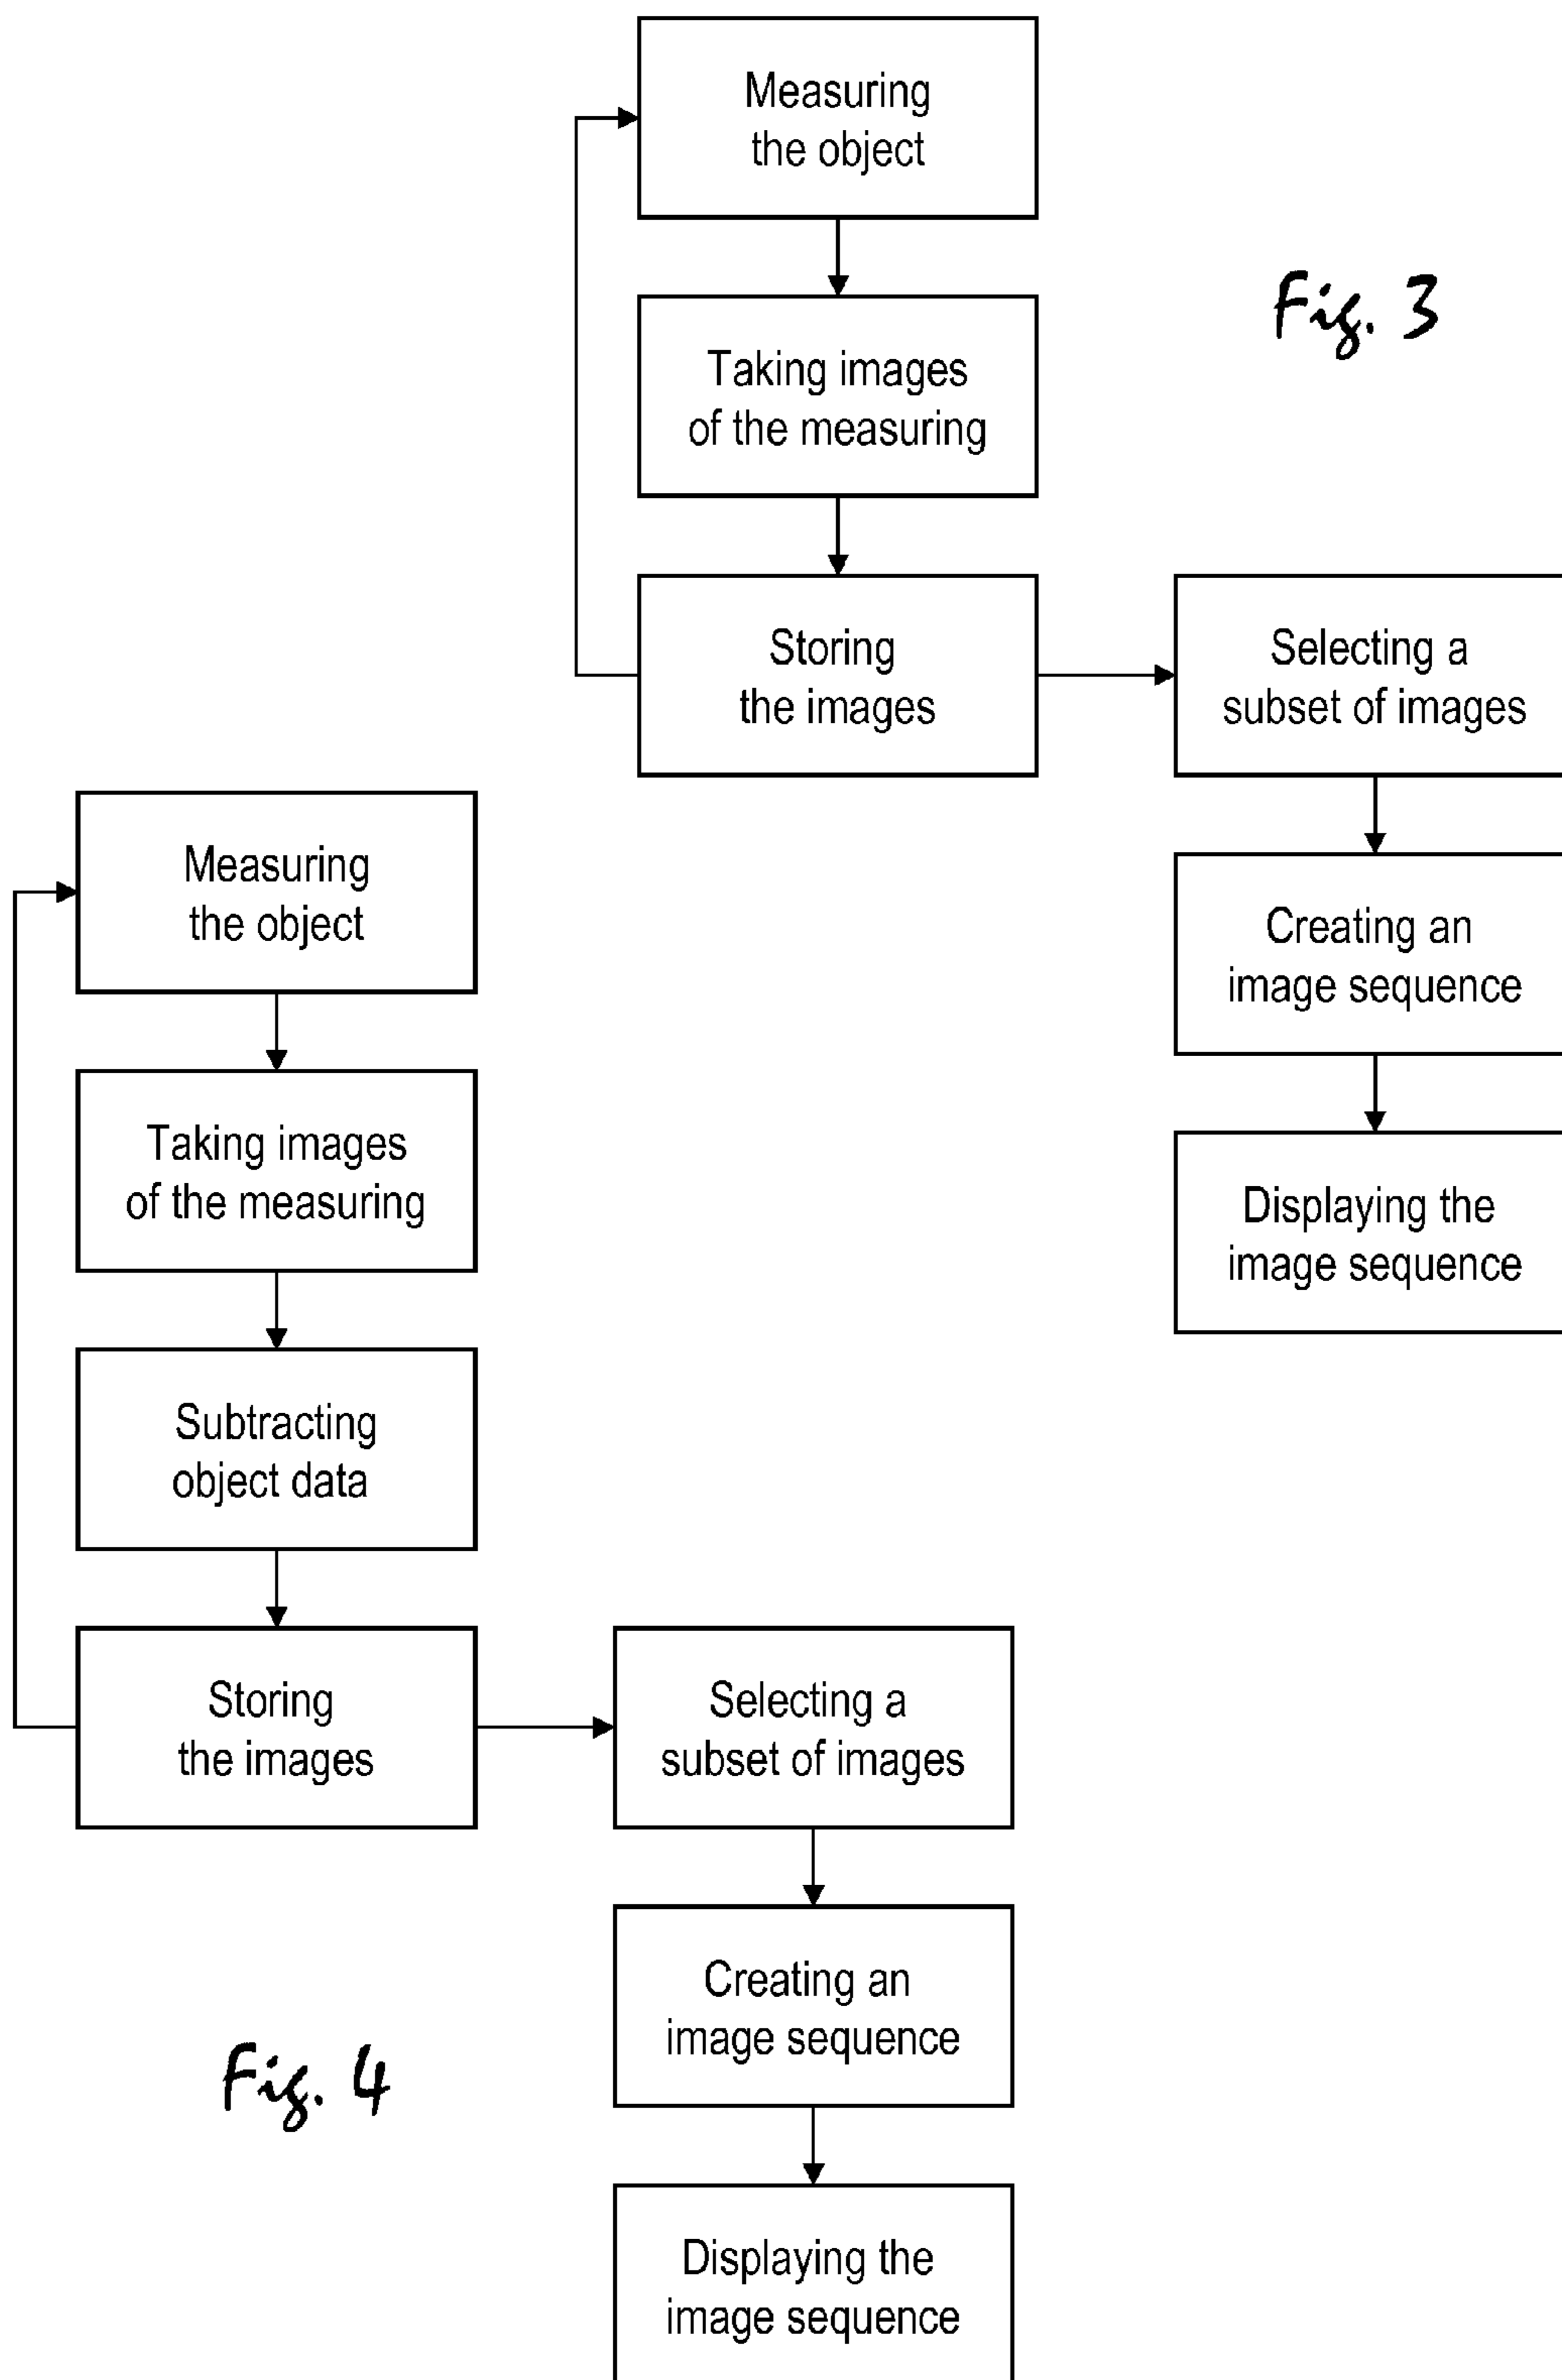 Measuring
the object
Taking images
of the measuring
Fig. 3
Storing
the images
Selecting a
subset of images
Creating an
image sequence
Displaying the
image sequence
Measuring
the object
Taking images
of the measuring
Subtracting
object data
Storing
the images
Selecting a
subset of images
Creating an
image sequence
Displaying the
image sequence
Fig. 4